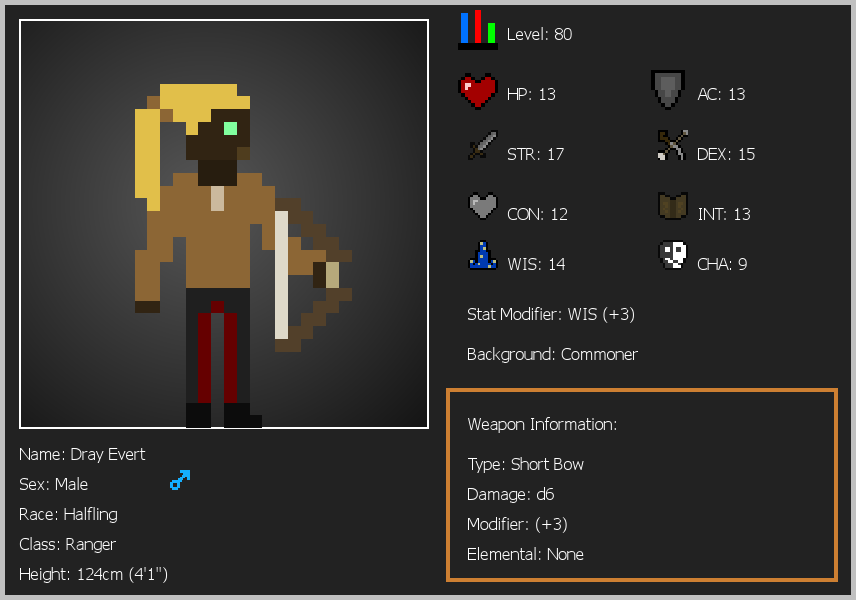 Level: 80
HP: 13
AC: 13
STR: 17
DEX: 15
CON: 12
INT: 13
WIS: 14
CHA: 9
Stat Modifier: WIS (+3)
Background: Commoner
Weapon Information:
Type: Short Bow
Damage: d6
Modifier: (+3)
Elemental: None
Name: Dray Evert
Sex: Male
Race: Halfling
Class: Ranger
Height: 124cm (4'1")